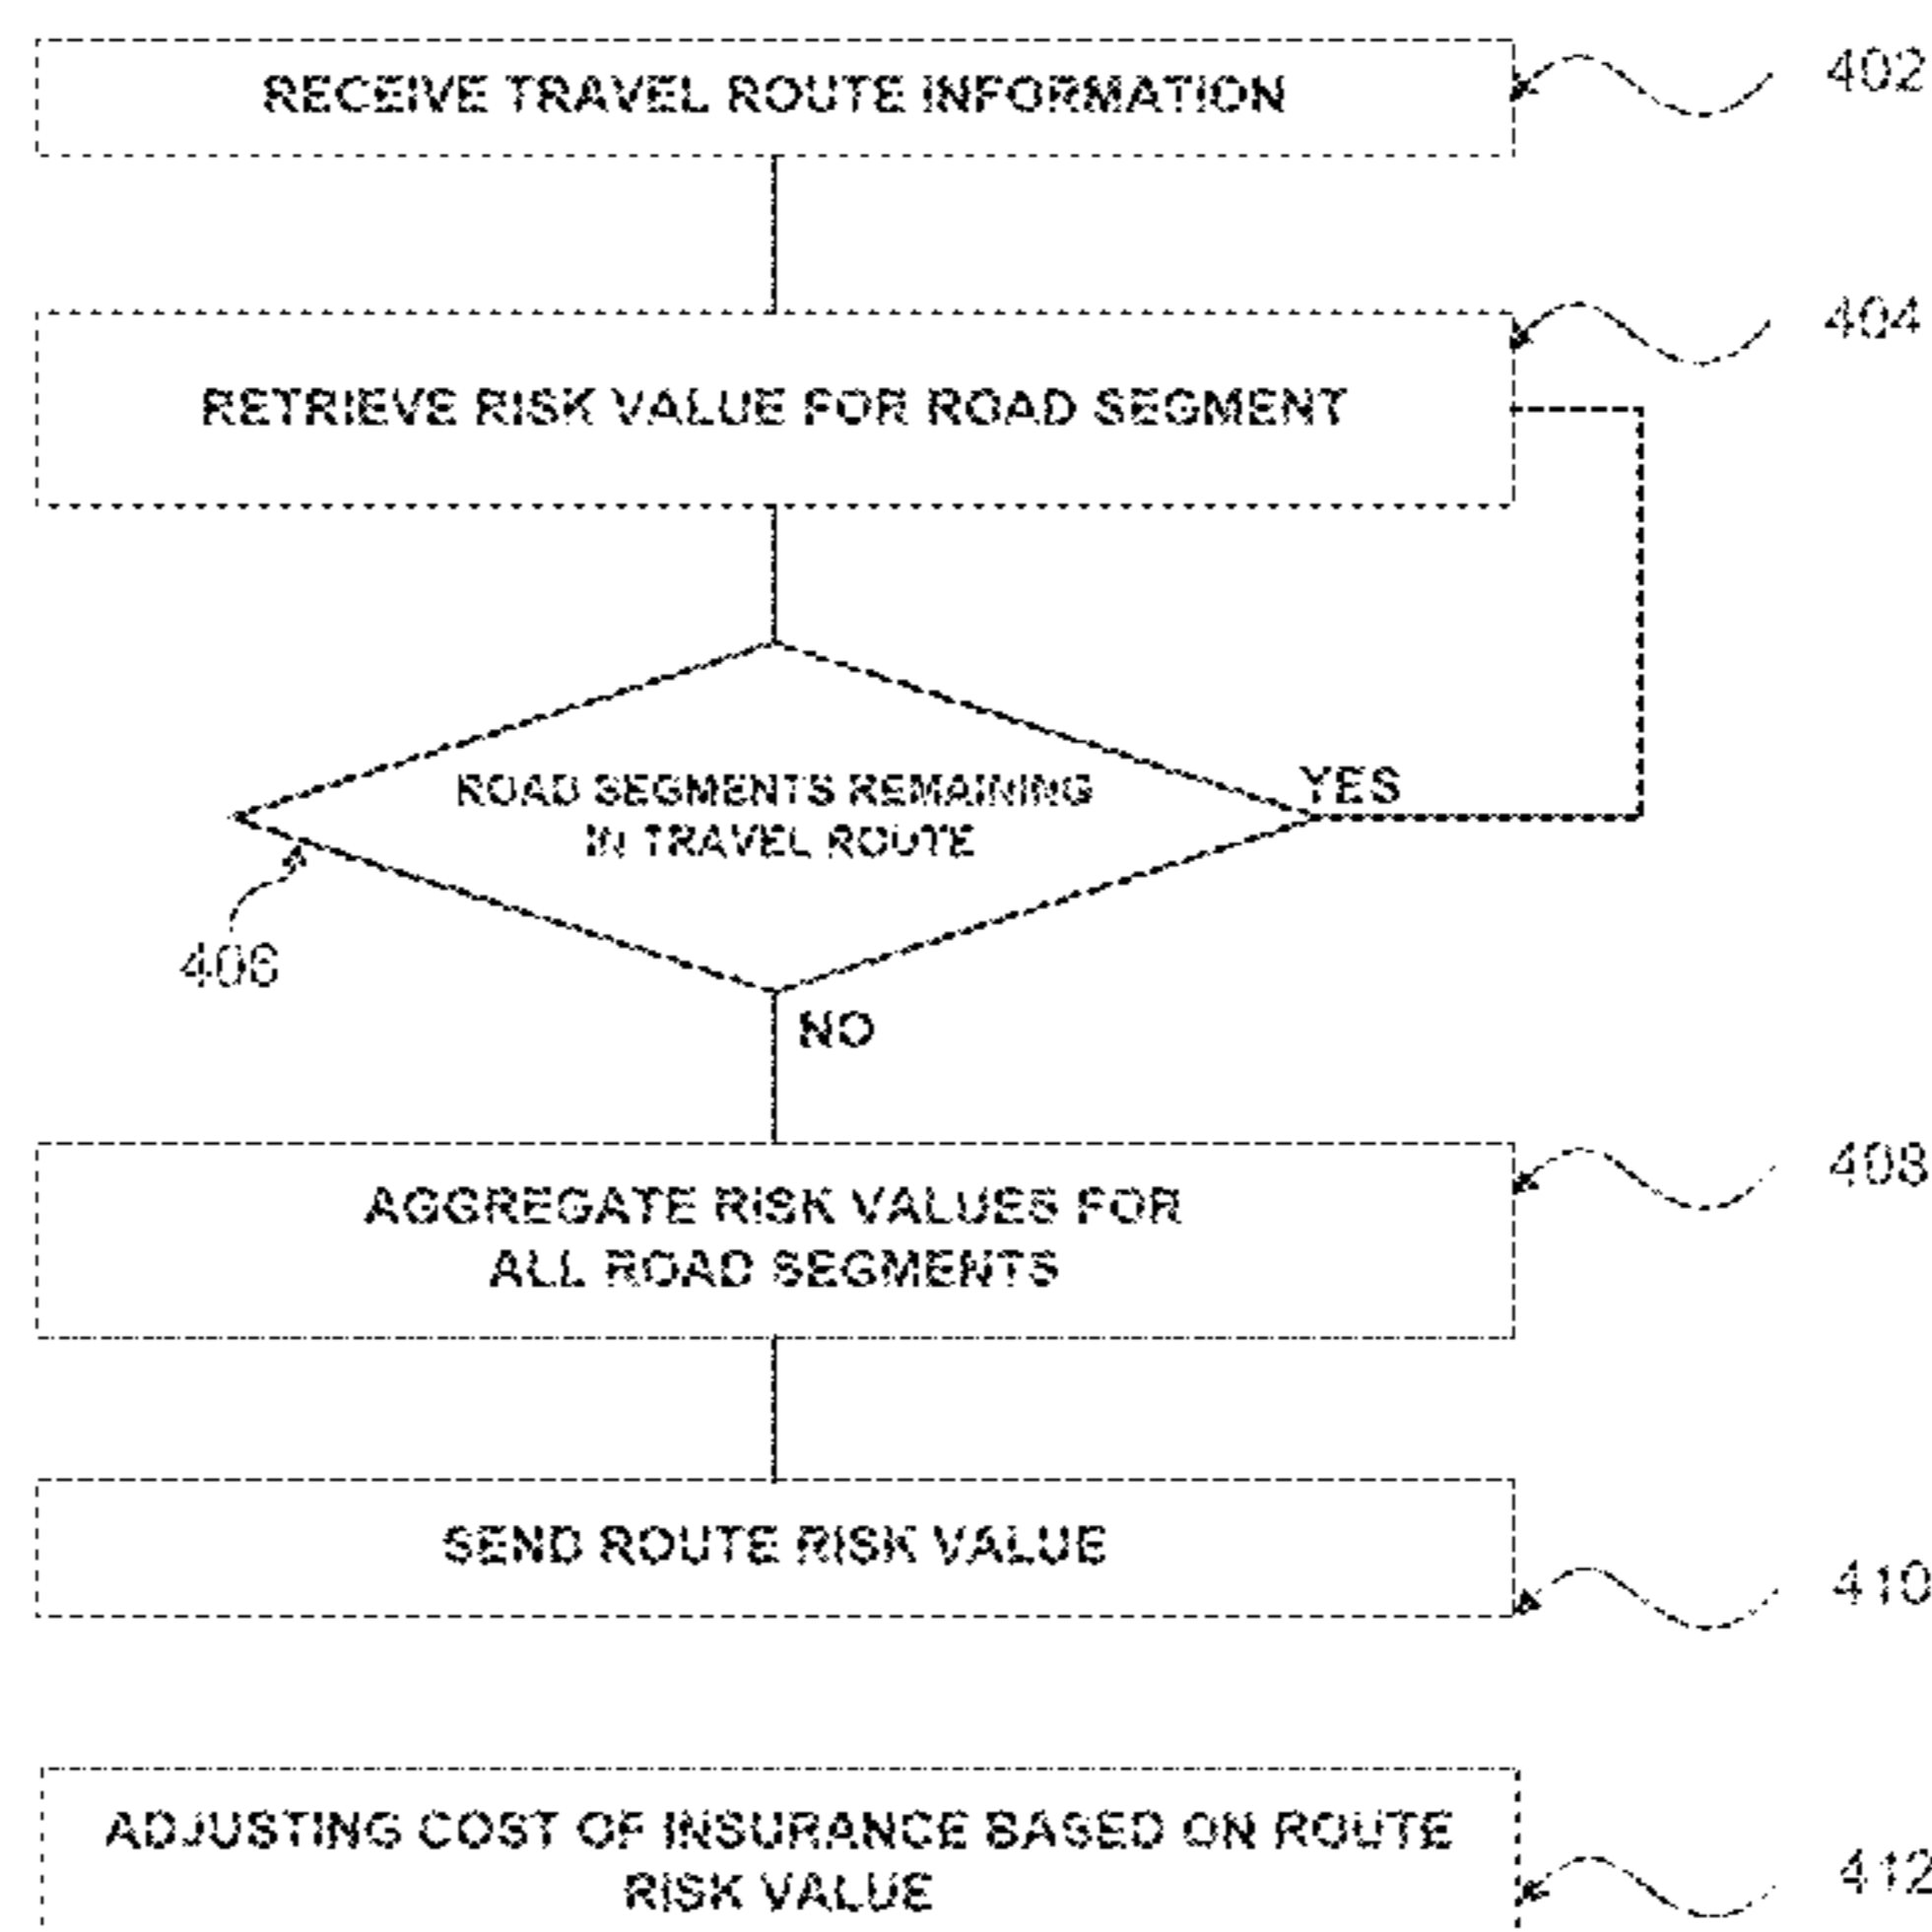 RECEIVE TRAVEL ROUTE INFORMATION
402
RETRIEVE RISK VALUE FOR ROAD SEGMENT
404
ROAD SEGMENTS REMAINING
IN TRAVEL ROUTE
YES
406
NO
AGGREGATE RISK VALUES FOR
ALL ROAD SEGMENTS
408
SEND ROUTE RISK VALUE
410
ADJUSTING COST OF INSURANCE BASED ON ROUTE
RISK VALUE
412